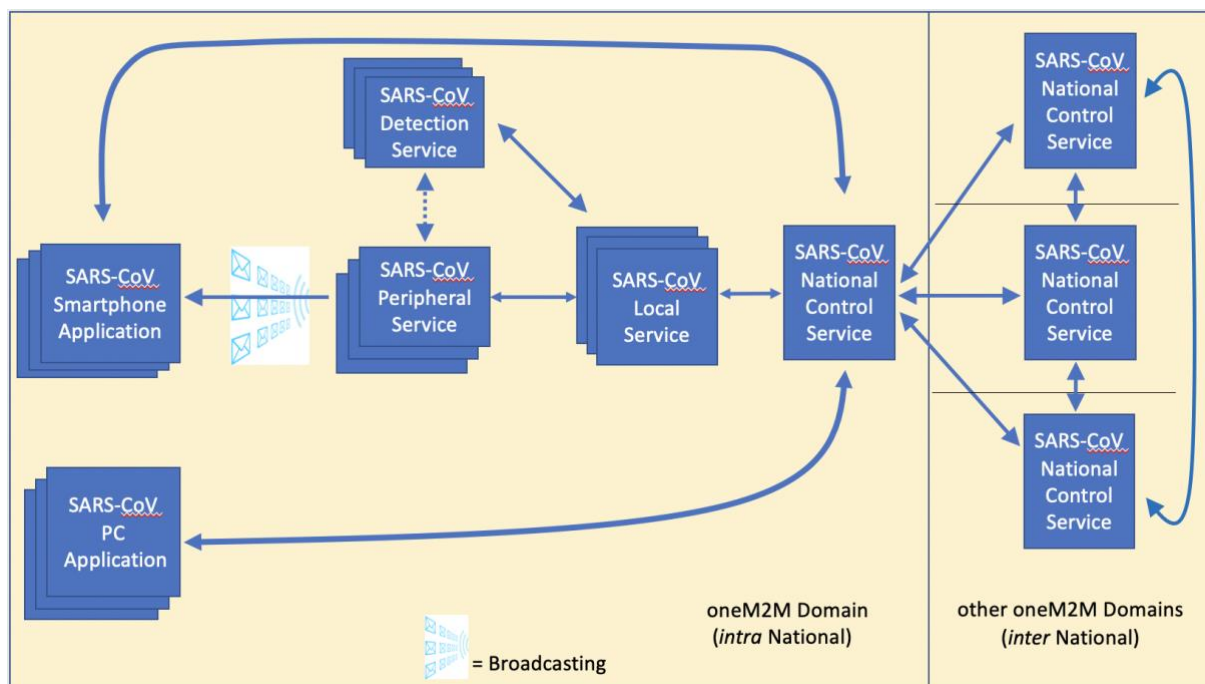 SARS-CoV
Detection
Service
SARS-CoV
Smartphone
Application
SARS-CoV
Peripheral
Service
SARS-CoV
Local
Service
SARS-CoV
National
Control
Service
SARS-CoV
PC
Application
oneM2M Domain
(intra National)
= Broadcasting
SARS-CoV
National
Control
Service
SARS-CoV
National
Control
Service
SARS-CoV
National
Control
Service
other oneM2M Domains
(inter National)